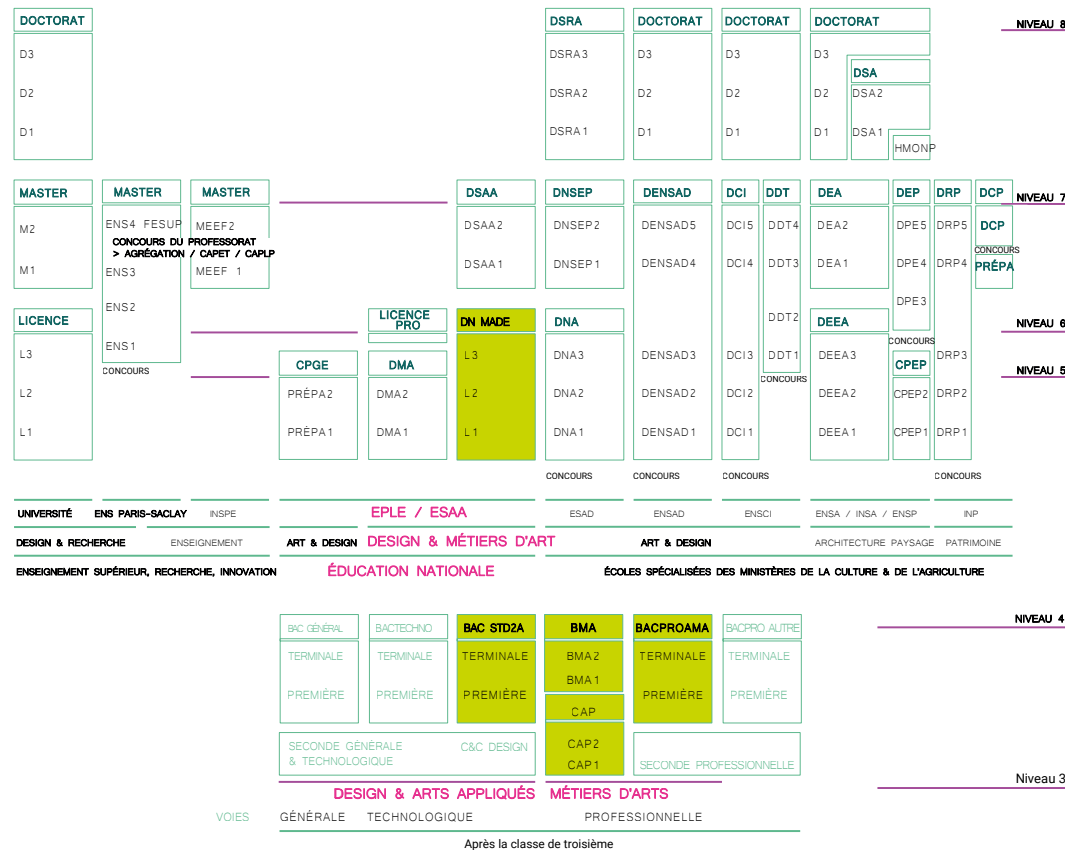 DOCTORAT
DSRA
DOCTORAT
DOCTORAT
DOCTORAT
NIVEAU 8
D3
DSRA3
D3
D3
D3
DSA
D2
DSRA2
D2
D2
D2
DSA2
D1
DSRA1
D1
D1
D1
DSA1
HMONP
MASTER
MASTER
MASTER
DSAA
DNSEP
DENSAD
DCI
DDT
DEA
DEP
DRP
DCP
NIVEAU 7
M2
ENS4 FESUP
MEEF2
DSAA2
DNSEP2
DENSAD5
DCI5
DDT4
DEA2
DPE5
DRP5
DCP
CONCOURS DU PROFESSORAT
> AGRÉGATION / CAPET / CAPLP
CONCOURS
M1
ENS3
MEEF 1
DSAA1
DNSEP1
DENSAD4
DCI4
DDT3
DEA1
DPE4
DRP4
PRÉPA
ENS2
DPE3
LICENCE
LICENCE
PRO
DN MADE
DNA
DDT2
DEEA
NIVEAU 6
ENS1
CONCOURS
L3
CPGE
DMA
L3
DNA3
DENSAD3
DCI3
DDT1
DEEA3
CPEP
DRP3
NIVEAU 5
CONCOURS
CONCOURS
L2
PRÉPA2
DMA2
L2
DNA2
DENSAD2
DCI2
DEEA2
CPEP2
DRP2
L1
PRÉPA1
DMA1
L1
DNA1
DENSAD1
DCI1
DEEA1
CPEP1
DRP1
CONCOURS
CONCOURS
CONCOURS
CONCOURS
UNIVERSITÉ
ENS PARIS-SACLAY
INSPE
EPLE / ESAA
ESAD
ENSAD
ENSCI
ENSA / INSA / ENSP
INP
DESIGN & RECHERCHE
ENSEIGNEMENT
ART & DESIGN
DESIGN & MÉTIERS D'ART
ART & DESIGN
ARCHITECTURE
PAYSAGE
PATRIMOINE
ENSEIGNEMENT SUPÉRIEUR, RECHERCHE, INNOVATION
ÉDUCATION NATIONALE
ÉCOLES SPÉCIALISÉES DES MINISTÈRES DE LA CULTURE & DE L'AGRICULTURE
BAC GÉNÉRAL
BACTECHNO
BAC STD2A
BMA
BACPROAMA
BACPRO AUTRE
NIVEAU 4
TERMINALE
TERMINALE
TERMINALE
BMA2
TERMINALE
TERMINALE
BMA1
PREMIÈRE
PREMIÈRE
PREMIÈRE
PREMIÈRE
PREMIÈRE
CAP
SECONDE GÉNÉRALE
& TECHNOLOGIQUE
C&C DESIGN
CAP2
CAP1
SECONDE PROFESSIONNELLE
Niveau 3
DESIGN & ARTS APPLIQUÉS
MÉTIERS D'ARTS
VOIES
GÉNÉRALE
TECHNOLOGIQUE
PROFESSIONNELLE
Après la classe de troisième